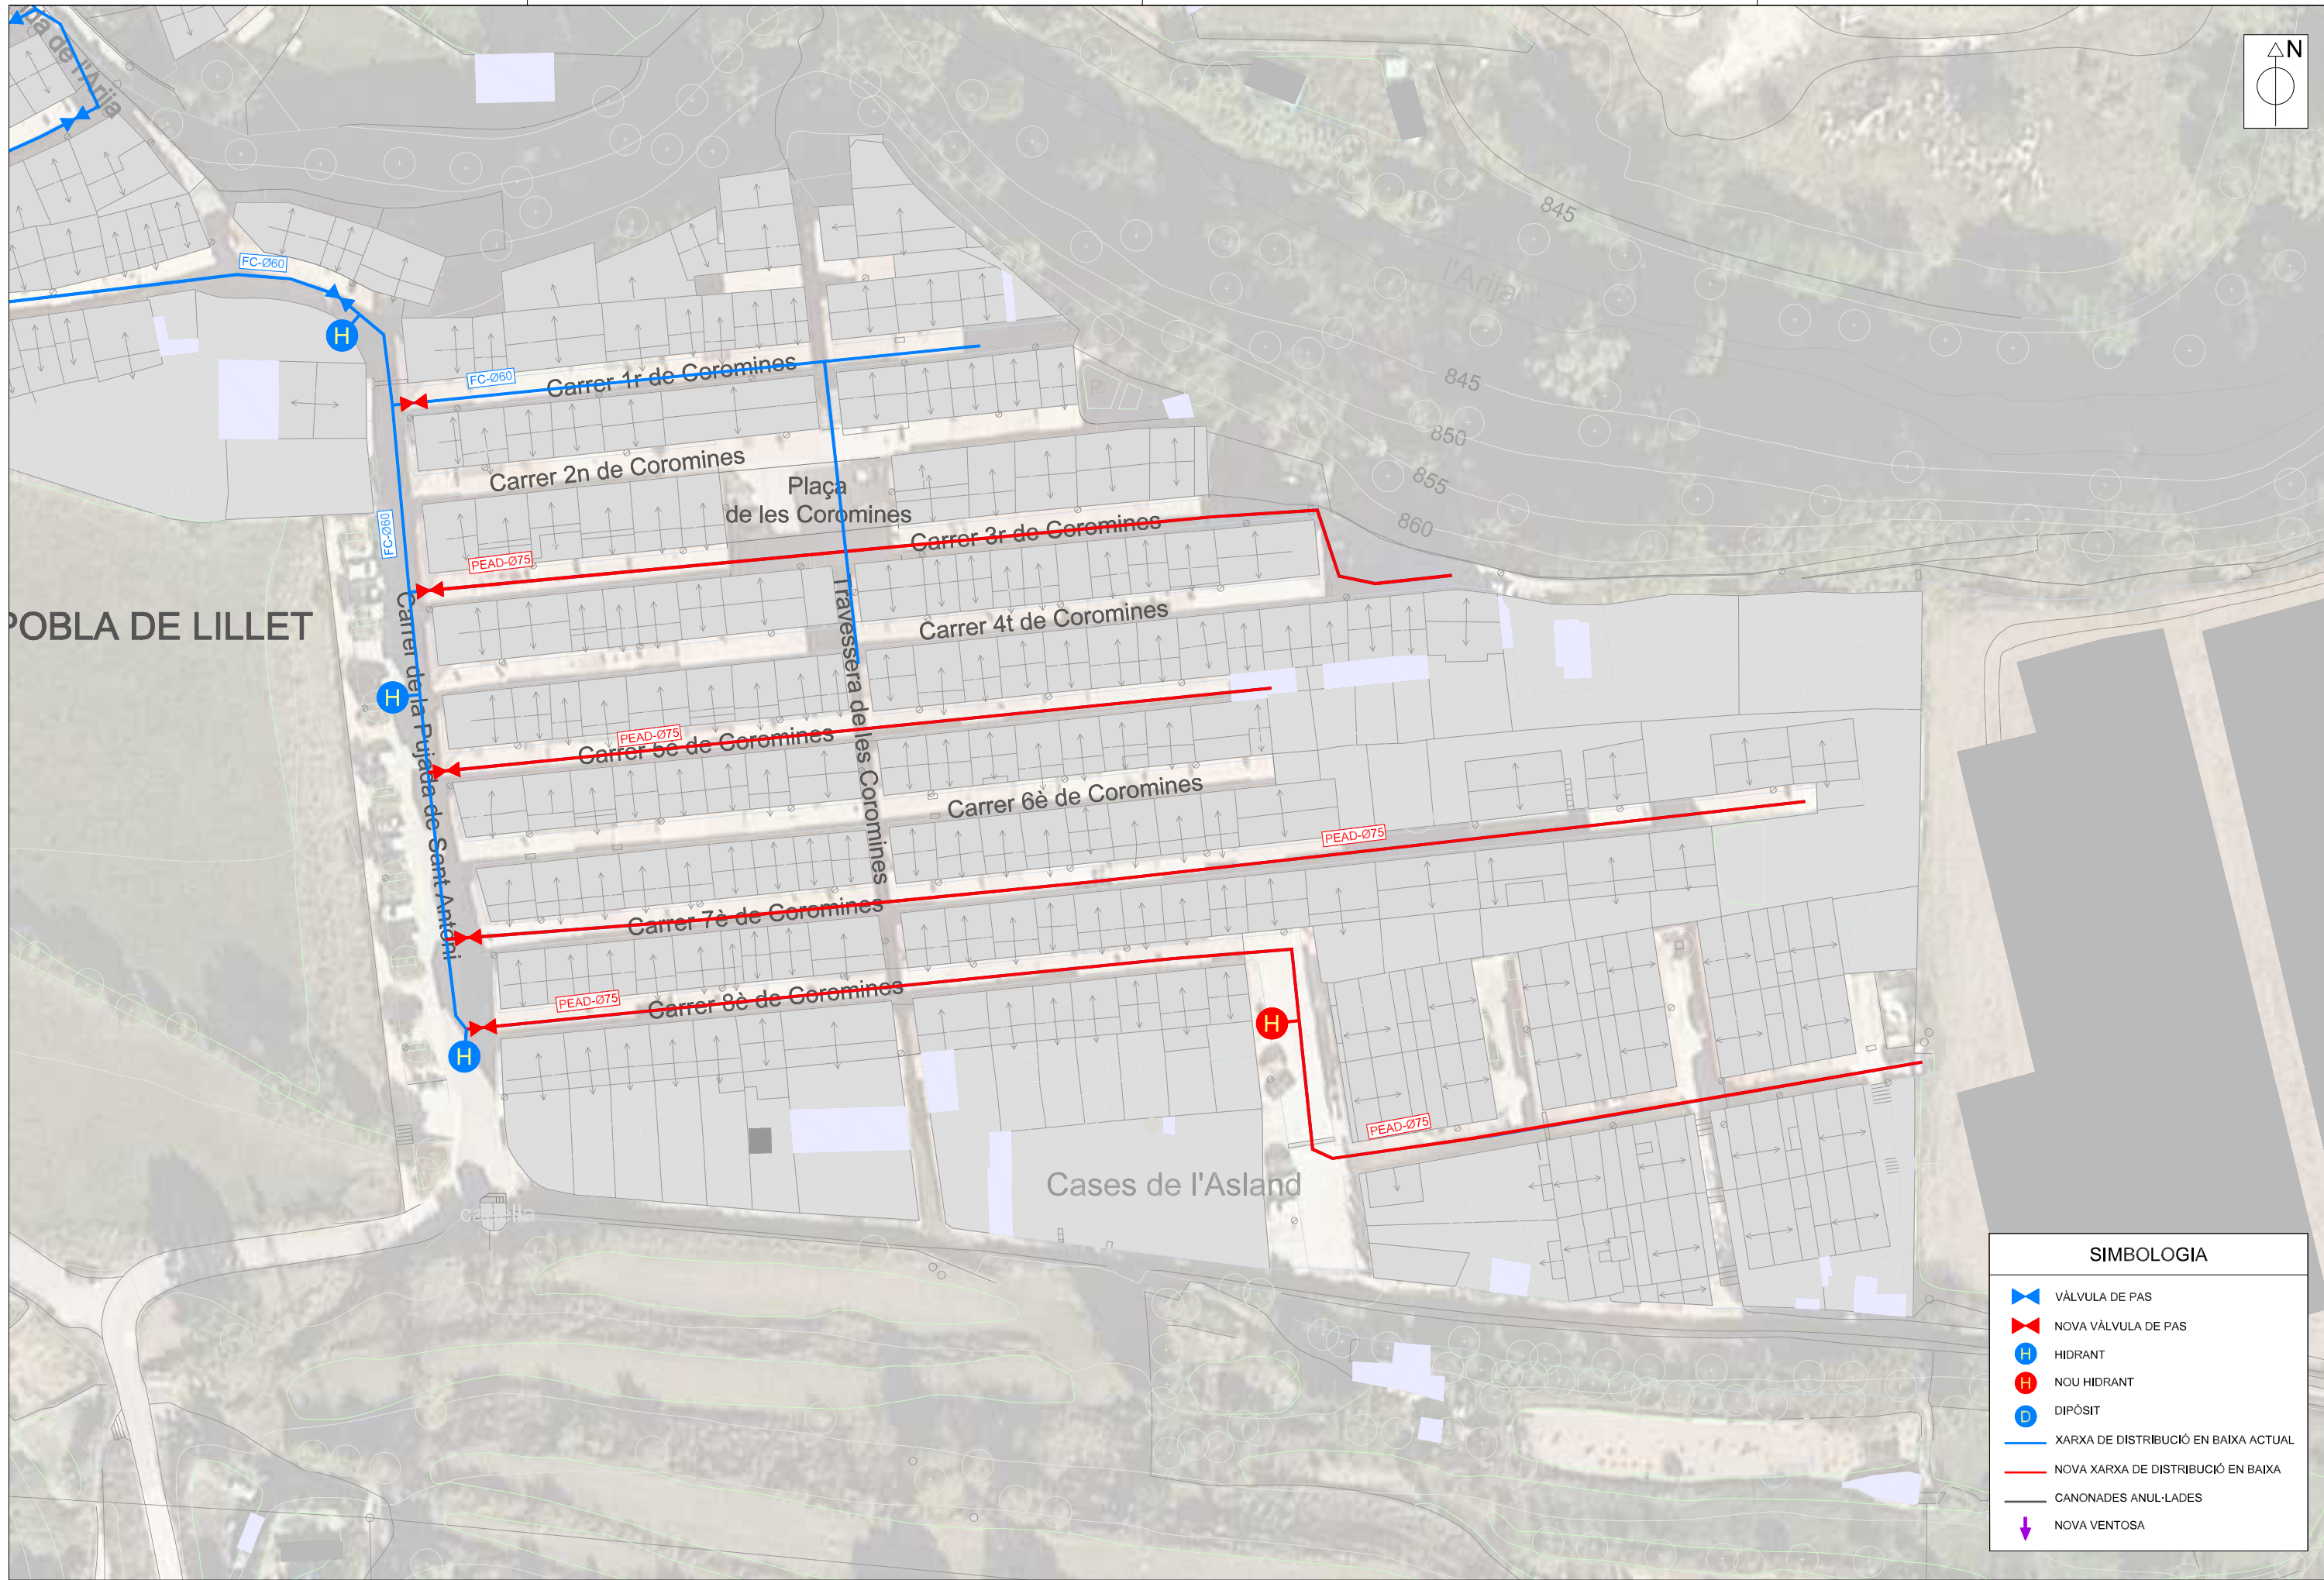 N
de l'Arija
FC-Ø60
H
FC-Ø60
Carrer 1r de Coromines
Carrer 2n de Coromines
Plaça
de les Coromines
FC-Ø60
PEAD-Ø75
Carrer 3r de Coromines
845
l'Arija
845
850
855
860
POBLA DE LILLET
Carrer 4t de Coromines
H
Carrer de la Pujada de Sant Antoni
Travessera de les Coromines
PEAD-Ø75
Carrer 5è de Coromines
Carrer 6è de Coromines
PEAD-Ø75
Carrer 7è de Coromines
PEAD-Ø75
Carrer 8è de Coromines
H
H
PEAD-Ø75
Cases de l'Asland
capella
SIMBOLOGIA
VÀLVULA DE PAS
NOVA VÀLVULA DE PAS
H HIDRANT
H NOU HIDRANT
D DIPÒSIT
XARXA DE DISTRIBUCIÓ EN BAIXA ACTUAL
NOVA XARXA DE DISTRIBUCIÓ EN BAIXA
CANONADES ANUL·LADES
NOVA VENTOSA